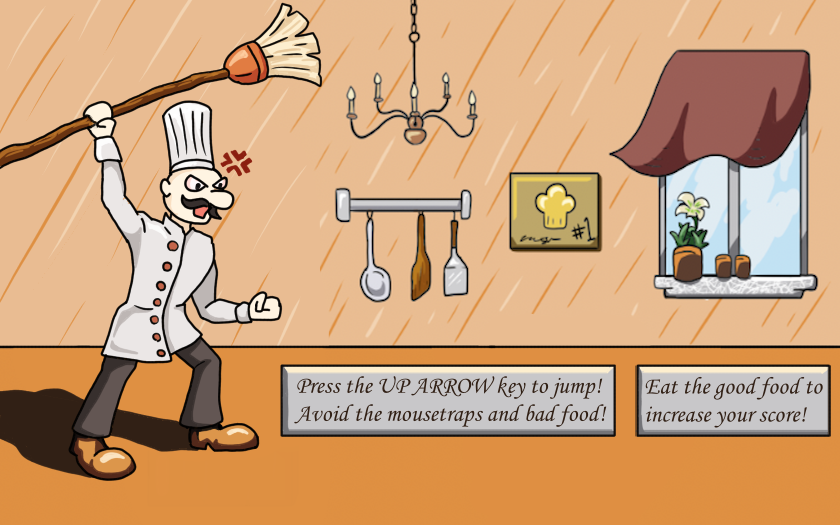 #1
Press the UP ARROW key to jump!
Avoid the mousetraps and bad food!
Eat the good food to
increase your score!